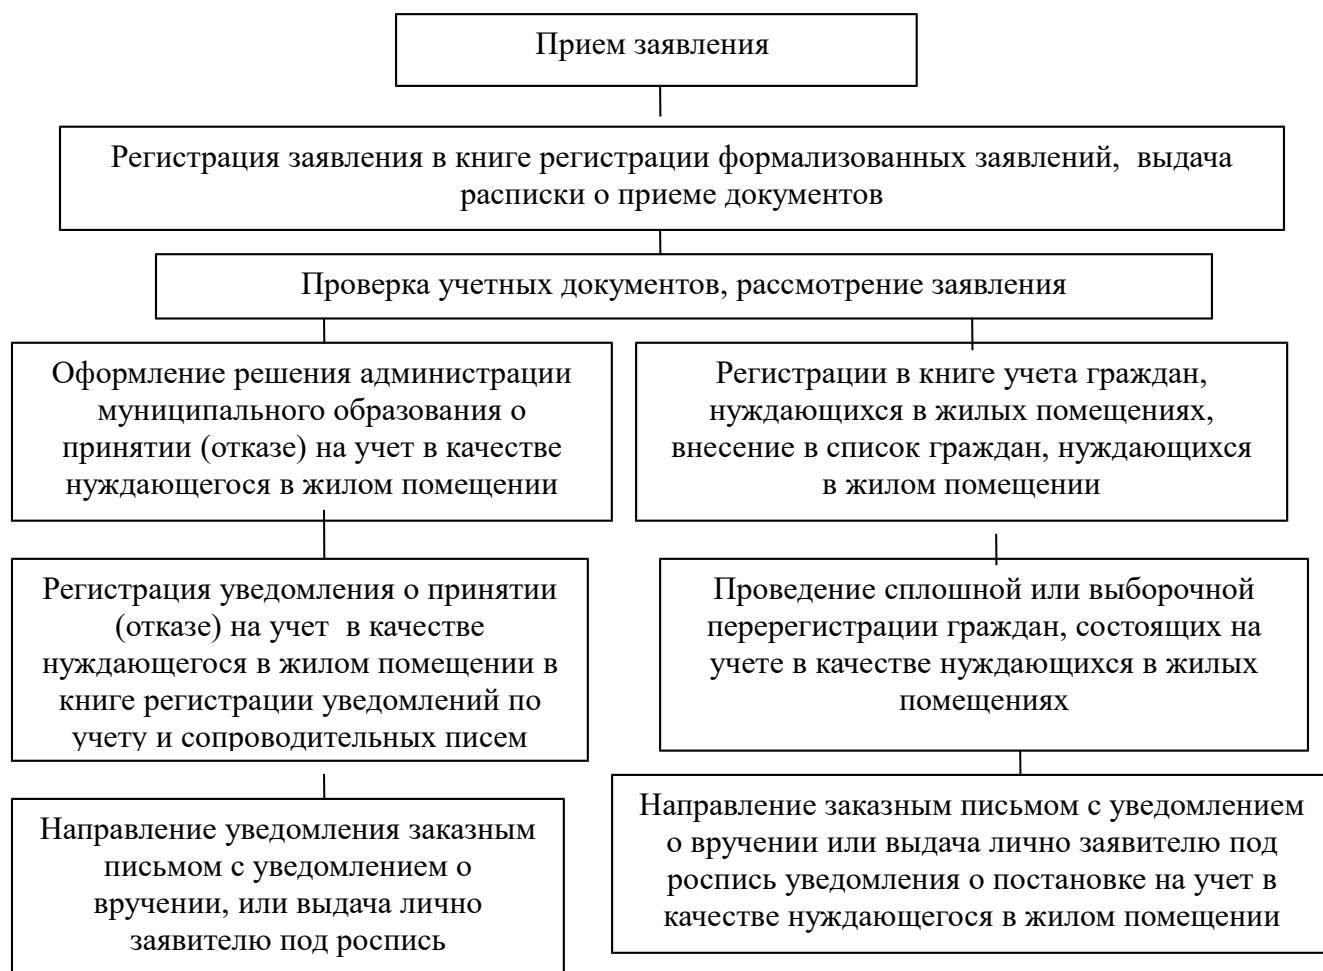 Прием заявления
Регистрация заявления в книге регистрации формализованных заявлений,  выдача
расписки о приеме документов
Проверка учетных документов, рассмотрение заявления
Оформление решения администрации
муниципального образования о
принятии (отказе) на учет в качестве
нуждающегося в жилом помещении
Регистрации в книге учета граждан,
нуждающихся в жилых помещениях,
внесение в список граждан, нуждающихся
в жилом помещении
Регистрация уведомления о принятии
(отказе) на учет  в качестве
нуждающегося в жилом помещении в
книге регистрации уведомлений по
учету и сопроводительных писем
Проведение сплошной или выборочной
перерегистрации граждан, состоящих на
учете в качестве нуждающихся в жилых
помещениях
Направление уведомления заказным
письмом с уведомлением о
вручении, или выдача лично
заявителю под роспись
Направление заказным письмом с уведомлением
о вручении или выдача лично заявителю под
роспись уведомления о постановке на учет в
качестве нуждающегося в жилом помещении